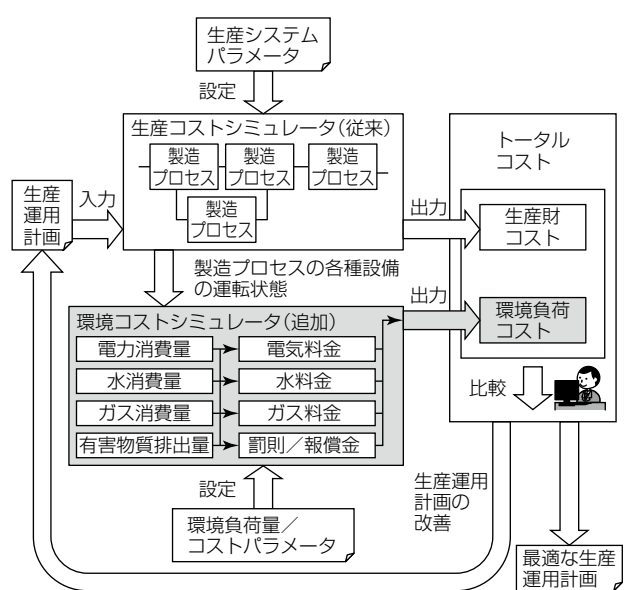 生産システム
パラメータ
設定
生産コストシミュレータ(従来)
製造
プロセス
製造
プロセス
製造
プロセス
製造
プロセス
生産
運用
計画
入力
出力
トータル
コスト
生産財
コスト
製造プロセスの各種設備
の運転状態
出力
環境負荷
コスト
環境コストシミュレータ(追加)
電力消費量
電気料金
水消費量
水料金
ガス消費量
ガス料金
有害物質排出量
罰則/報償金
比較
設定
環境負荷量/
コストパラメータ
生産運用
計画の
改善
最適な生産
運用計画